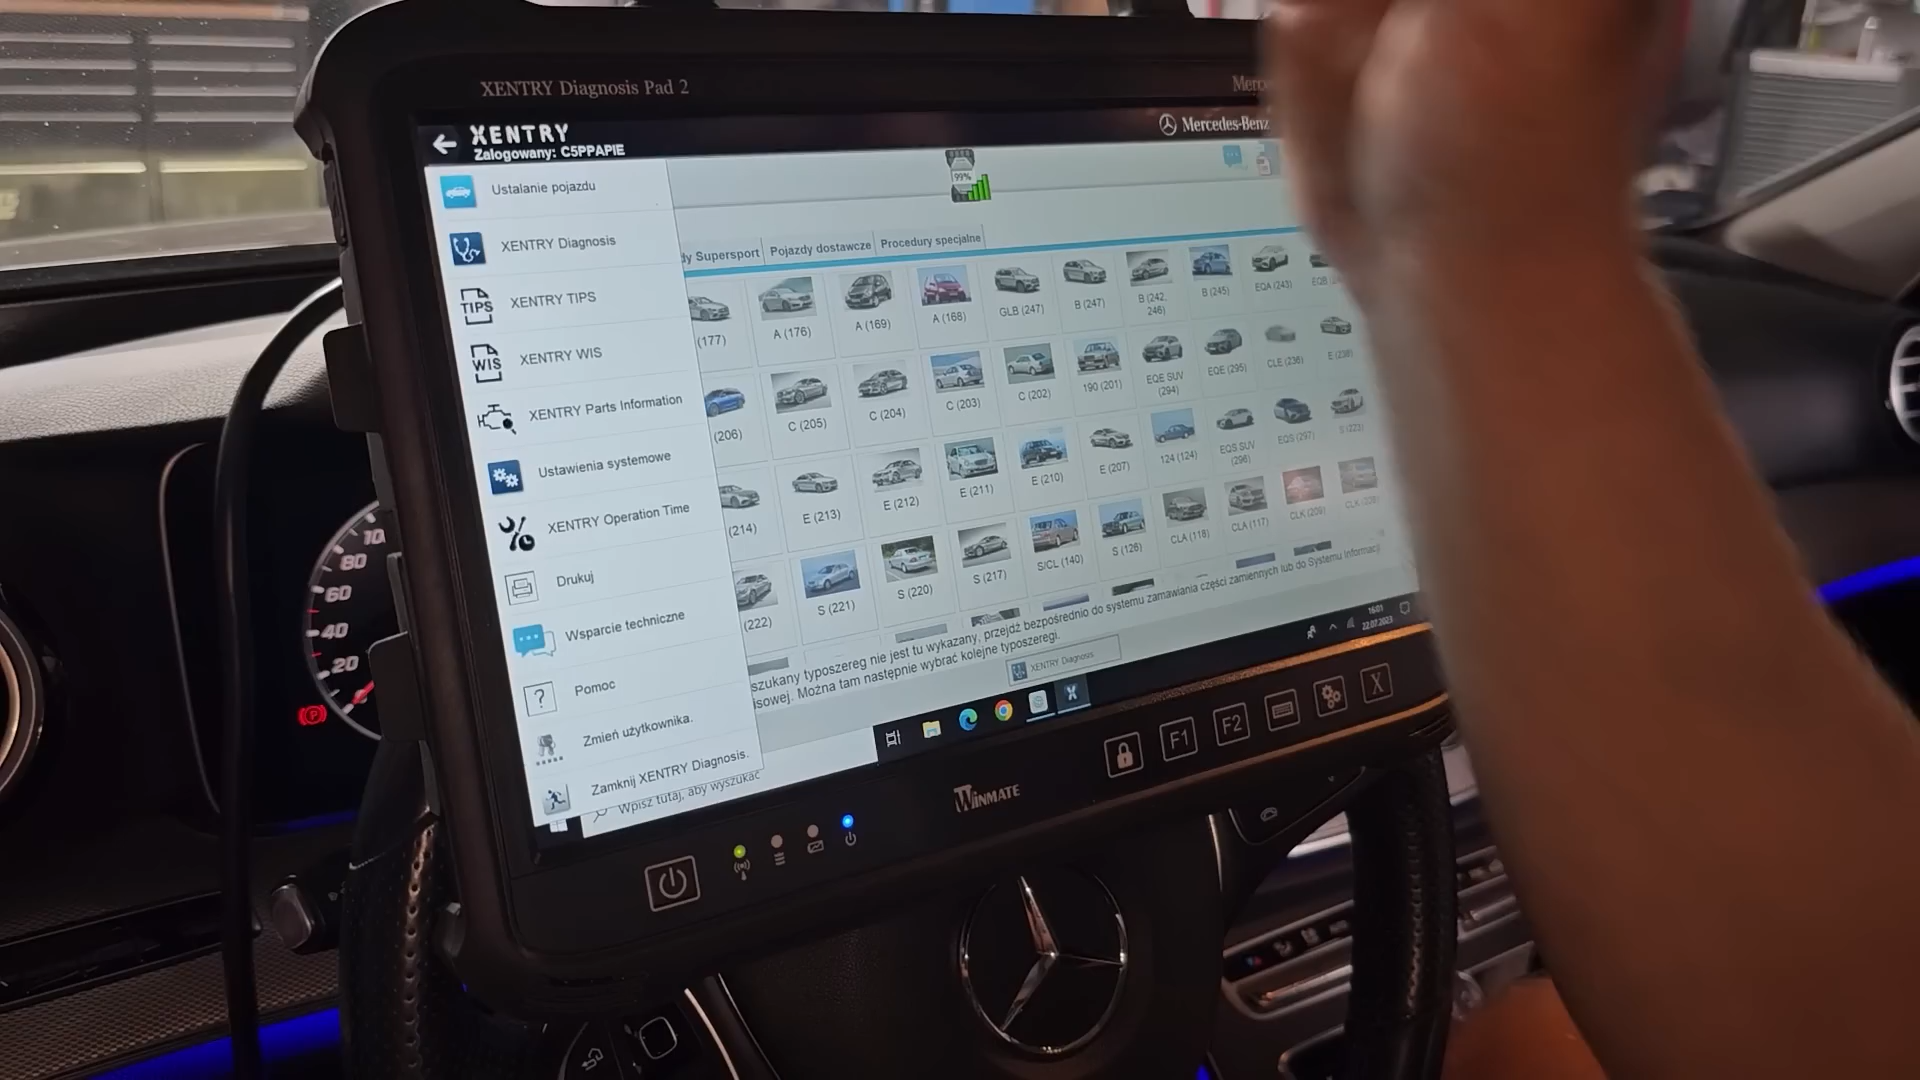 XENTRY Diagnosis Pad 2
XENTRY
Zalogowany: C5PPAPIE
Mercedes-Benz
99%
Ustalanie pojazdu
XENTRY Diagnosis
TIPS
XENTRY TIPS
WIS
XENTRY WIS
XENTRY Parts Information
Ustawienia systemowe
XENTRY Operation Time
Drukuj
Wsparcie techniczne
?
Pomoc
Zmień użytkownika.
Zamknij XENTRY Diagnosis.
Supersport
Pojazdy dostawcze
Procedury specjalne
(177)
A (176)
A (169)
A (168)
GLB (247)
B (247)
B (242, 246)
B (245)
EQA (243)
EQB
(206)
C (205)
C (204)
C (203)
C (202)
190 (201)
EQE SUV (294)
EQE (295)
CLE (236)
E (238)
(214)
E (213)
E (212)
E (211)
E (210)
E (207)
124 (124)
EQS SUV (296)
EQS (297)
S (223)
(222)
S (221)
S (220)
S (217)
S/CL (140)
S (126)
CLA (118)
CLA (117)
CLK (209)
CLK (208)
szukany typoszereg nie jest tu wykazany, przejdź bezpośrednio do systemu zamawiania części zamiennych lub do Systemu Informacji
sowej. Można tam następnie wybrać kolejne typoszeregi.
XENTRY Diagnosis
Wpisz tutaj, aby wyszukać
16:01
22.07.2023
F1
F2
X
WINMATE
80
60
40
20
P